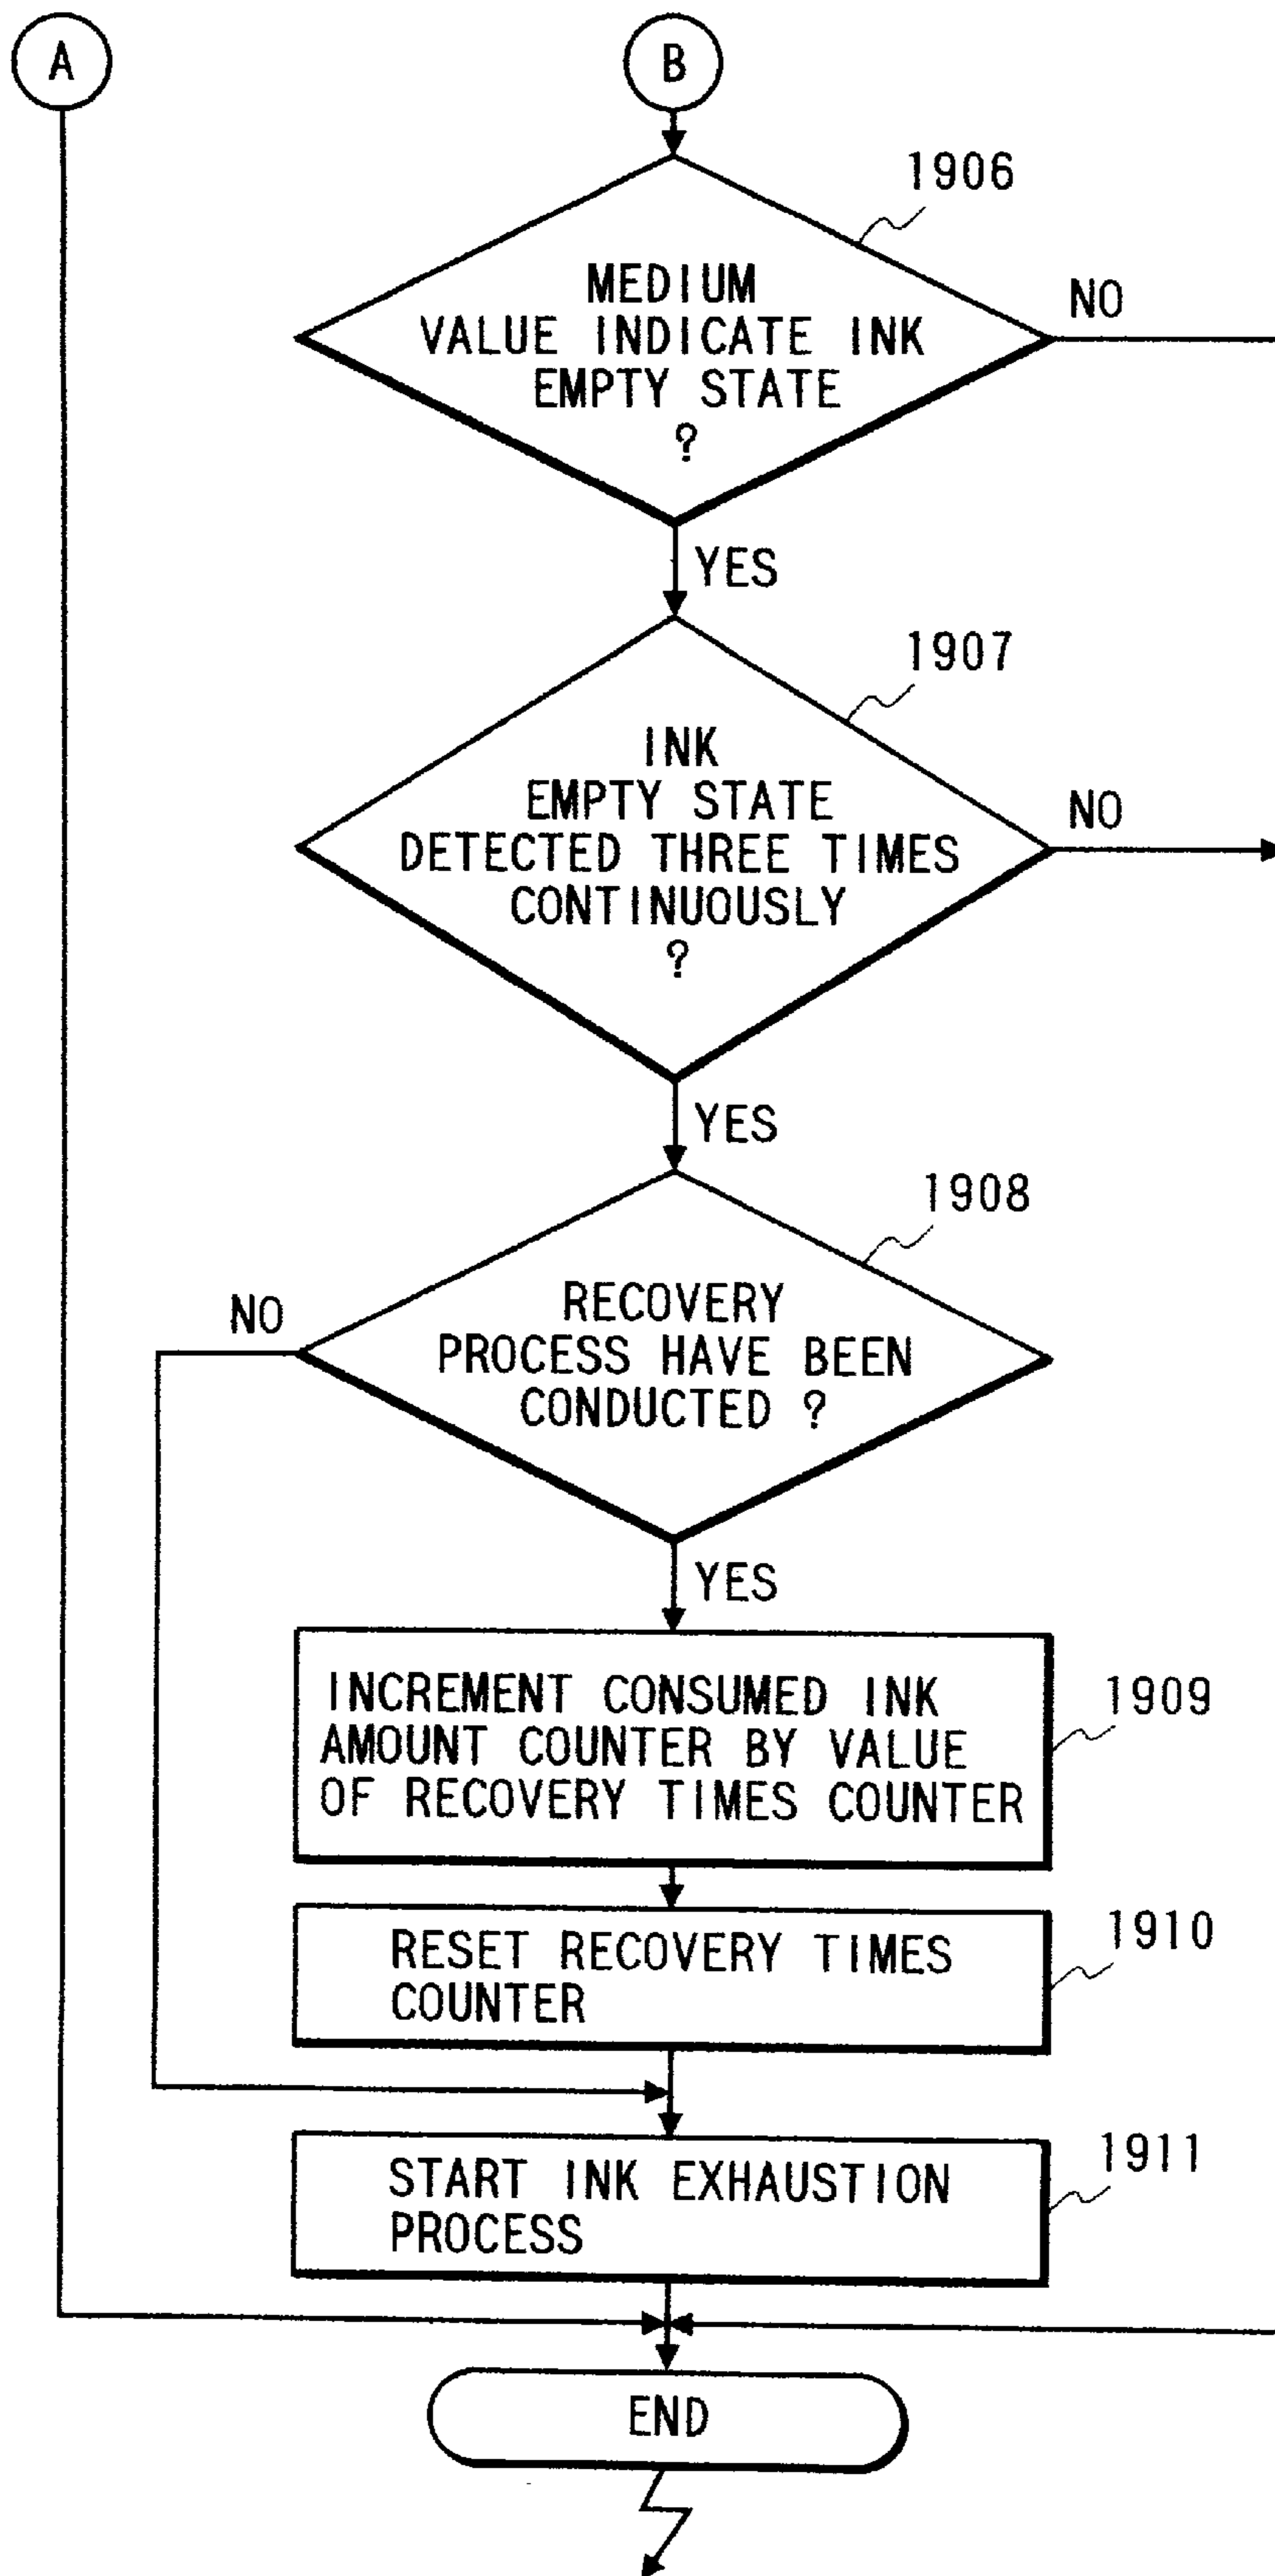 A
B
1906
MEDIUM
VALUE INDICATE INK
EMPTY STATE
?
NO
YES
1907
INK
EMPTY STATE
DETECTED THREE TIMES
CONTINUOUSLY
?
NO
YES
1908
RECOVERY
PROCESS HAVE BEEN
CONDUCTED ?
NO
YES
INCREMENT CONSUMED INK
AMOUNT COUNTER BY VALUE
OF RECOVERY TIMES COUNTER
1909
RESET RECOVERY TIMES
COUNTER
1910
START INK EXHAUSTION
PROCESS
1911
END